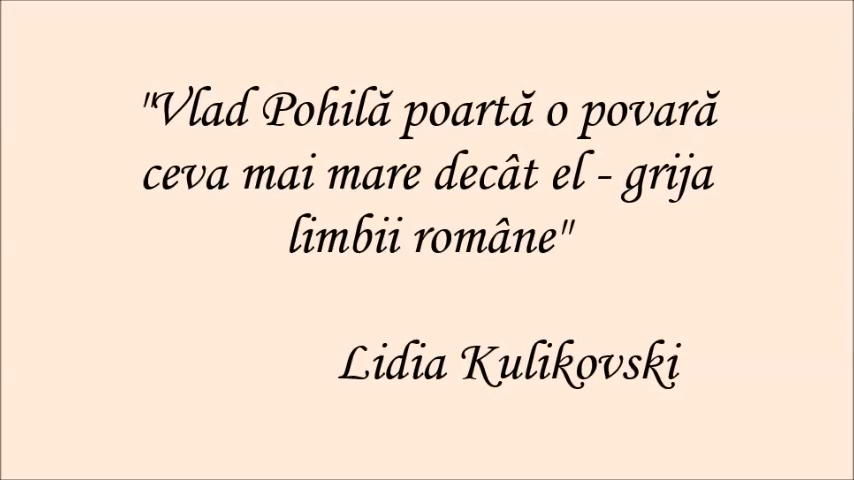 "Vlad Pohilă poartă o povară
ceva mai mare decât el - grija
limbii române"
Lidia Kulikovski